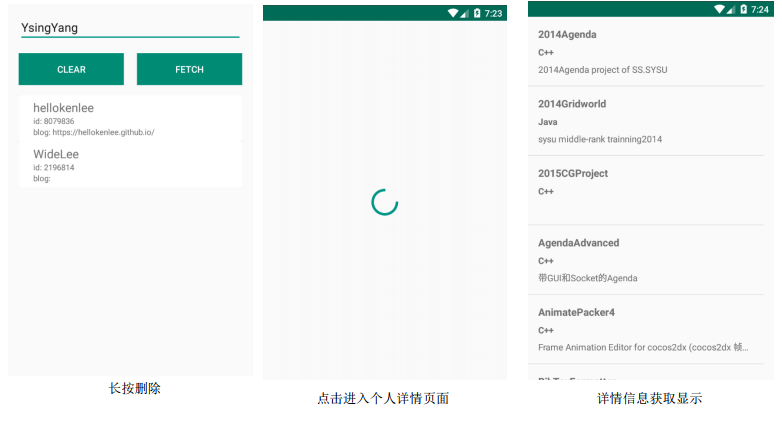 YsingYang
CLEAR
FETCH
hellokenlee
id: 8079836
blog: https://hellokenlee.github.io/
WideLee
id: 2196814
blog:
长按删除
7:23
点击进入个人详情页面
7:24
2014Agenda
C++
2014Agenda project of SS.SYSU
2014Gridworld
Java
sysu middle-rank trainning2014
2015CGProject
C++
AgendaAdvanced
C++
带GUI和Socket的Agenda
AnimatePacker4
C++
Frame Animation Editor for cocos2dx (cocos2dx 帧...
详情信息获取显示